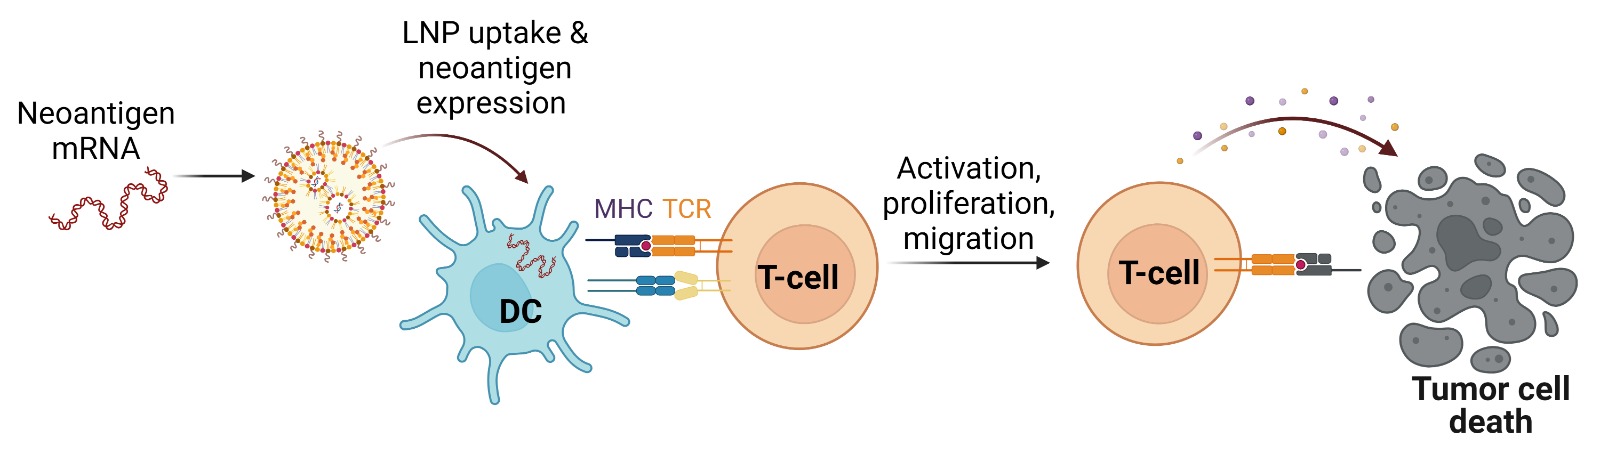 Neoantigen
mRNA
LNP uptake &
neoantigen
expression
DC
MHC TCR
T-cell
Activation,
proliferation,
migration
T-cell
Tumor cell
death